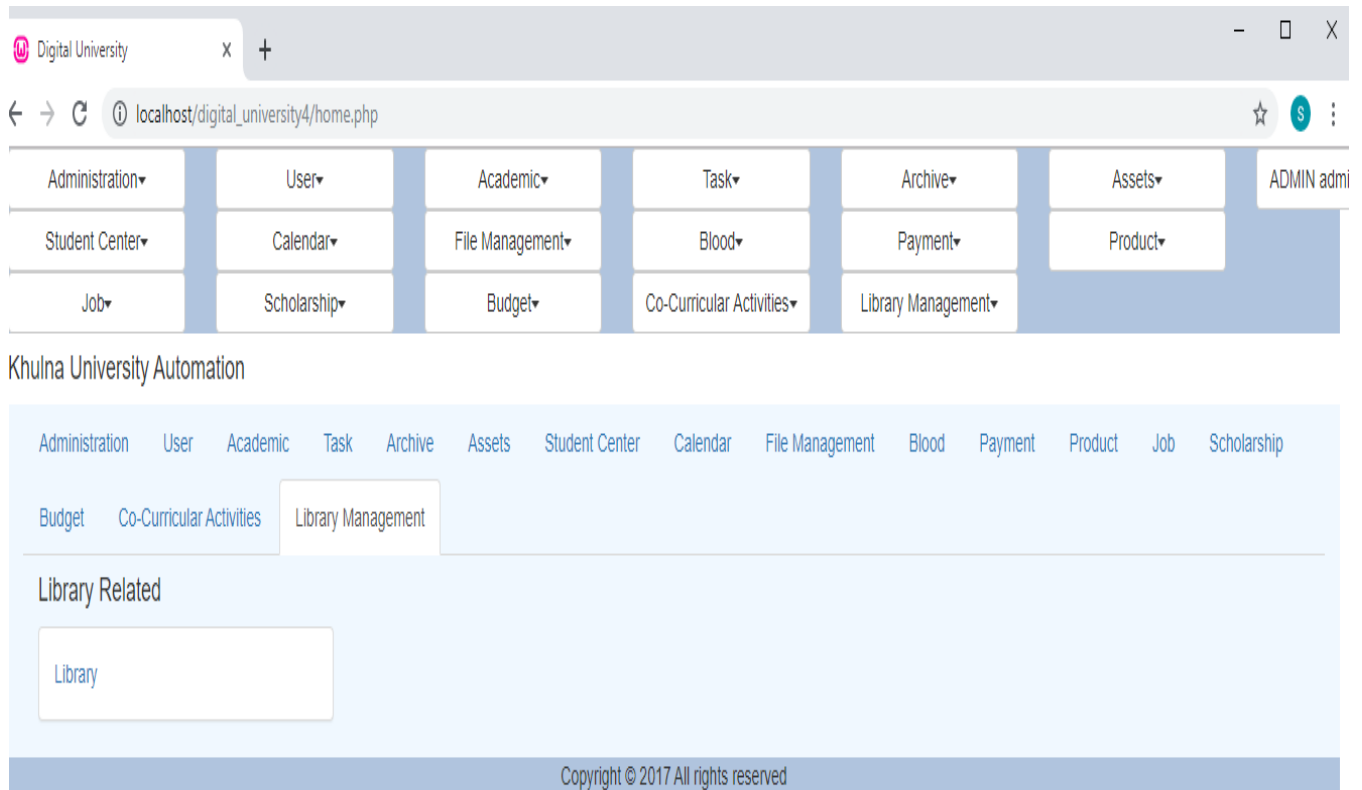 Digital University
localhost/digital_university4/home.php
S
Administration▾ User▾ Academic▾ Task▾ Archive▾ Assets▾ ADMIN admi
Student Center▾ Calendar▾ File Management▾ Blood▾ Payment▾ Product▾
Job▾ Scholarship▾ Budget▾ Co-Curricular Activities▾ Library Management▾
Khulna University Automation
Administration User Academic Task Archive Assets Student Center Calendar File Management Blood Payment Product Job Scholarship
Budget Co-Curricular Activities Library Management
Library Related
Library
Copyright © 2017 All rights reserved